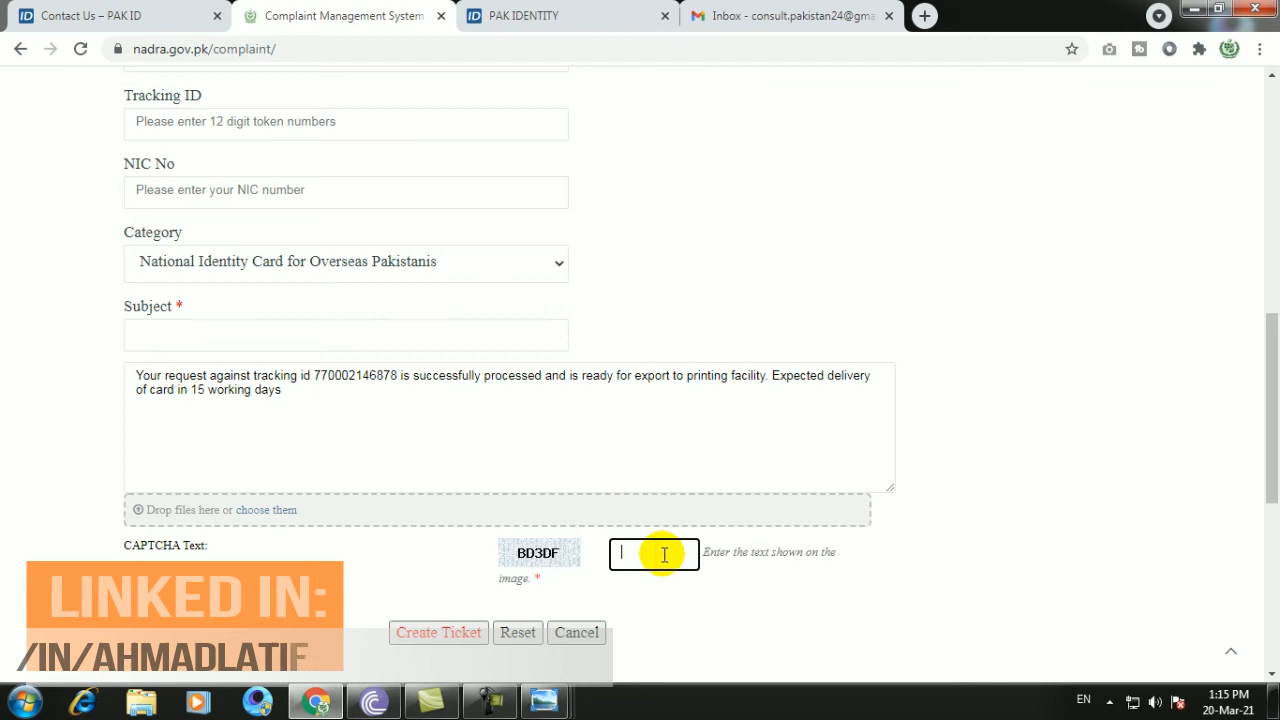 Contact Us – PAK ID
Complaint Management System
PAK IDENTITY
Inbox - consult.pakistan24@gma
nadra.gov.pk/complaint/
Tracking ID
Please enter 12 digit token numbers
NIC No
Please enter your NIC number
Category
National Identity Card for Overseas Pakistanis
Subject *
Your request against tracking id 770002146878 is successfully processed and is ready for export to printing facility. Expected delivery
of card in 15 working days
Drop files here or choose them
CAPTCHA Text:
BD3DF
Enter the text shown on the
image. *
LINKED IN:
/IN/AHMADLATIF
Create Ticket
Reset
Cancel
EN
1:15 PM
20-Mar-21